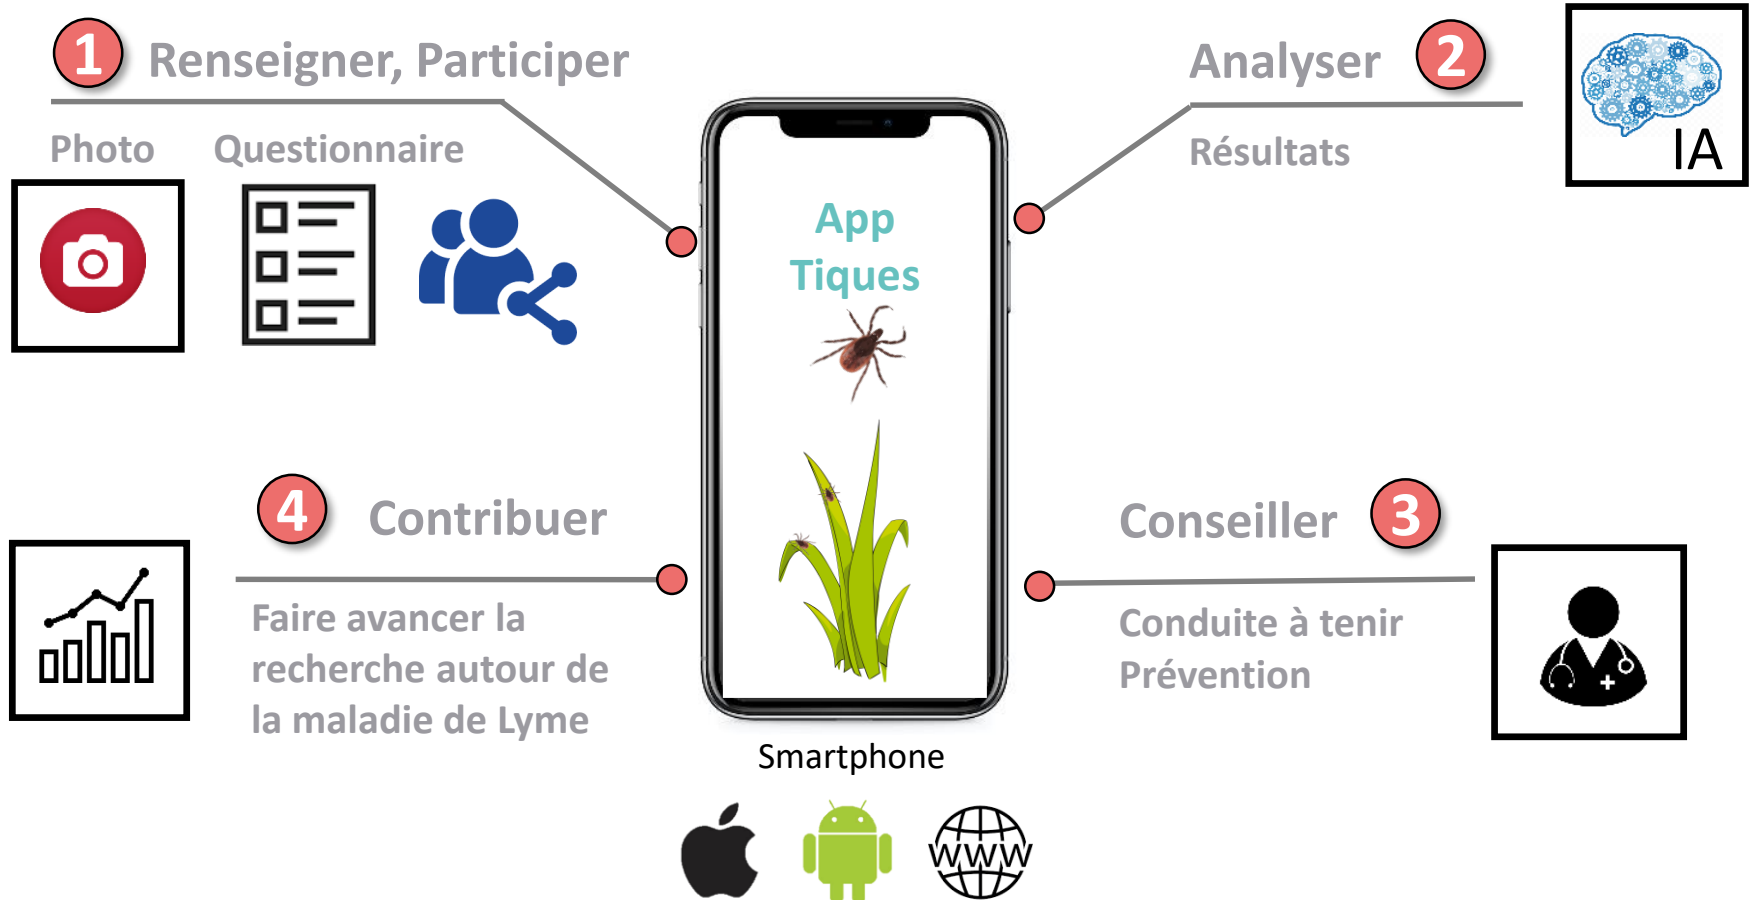 1
Renseigner, Participer
Photo
Questionnaire
Analyser
2
Résultats
IA
App
Tiques
4
Contribuer
Faire avancer la
recherche autour de
la maladie de Lyme
Conseiller
3
Conduite à tenir
Prévention
Smartphone
WWW